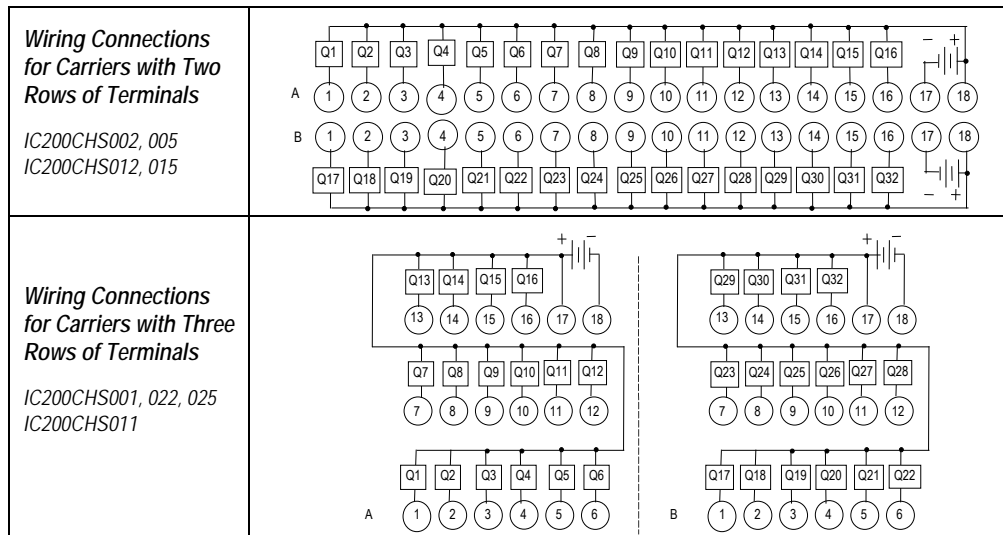 Wiring Connections
for Carriers with Two
Rows of Terminals
IC200CHS002, 005
IC200CHS012, 015
Q1 Q2 Q3 Q4 Q5 Q6 Q7 Q8 Q9 Q10 Q11 Q12 Q13 Q14 Q15 Q16 − +
A 1 2 3 4 5 6 7 8 9 10 11 12 13 14 15 16 17 18
B 1 2 3 4 5 6 7 8 9 10 11 12 13 14 15 16 17 18
Q17 Q18 Q19 Q20 Q21 Q22 Q23 Q24 Q25 Q26 Q27 Q28 Q29 Q30 Q31 Q32 − +
Wiring Connections
for Carriers with Three
Rows of Terminals
IC200CHS001, 022, 025
IC200CHS011
+ −
Q13 Q14 Q15 Q16
13 14 15 16 17 18
Q7 Q8 Q9 Q10 Q11 Q12
7 8 9 10 11 12
Q1 Q2 Q3 Q4 Q5 Q6
A 1 2 3 4 5 6
+ −
Q29 Q30 Q31 Q32
13 14 15 16 17 18
Q23 Q24 Q25 Q26 Q27 Q28
7 8 9 10 11 12
Q17 Q18 Q19 Q20 Q21 Q22
B 1 2 3 4 5 6